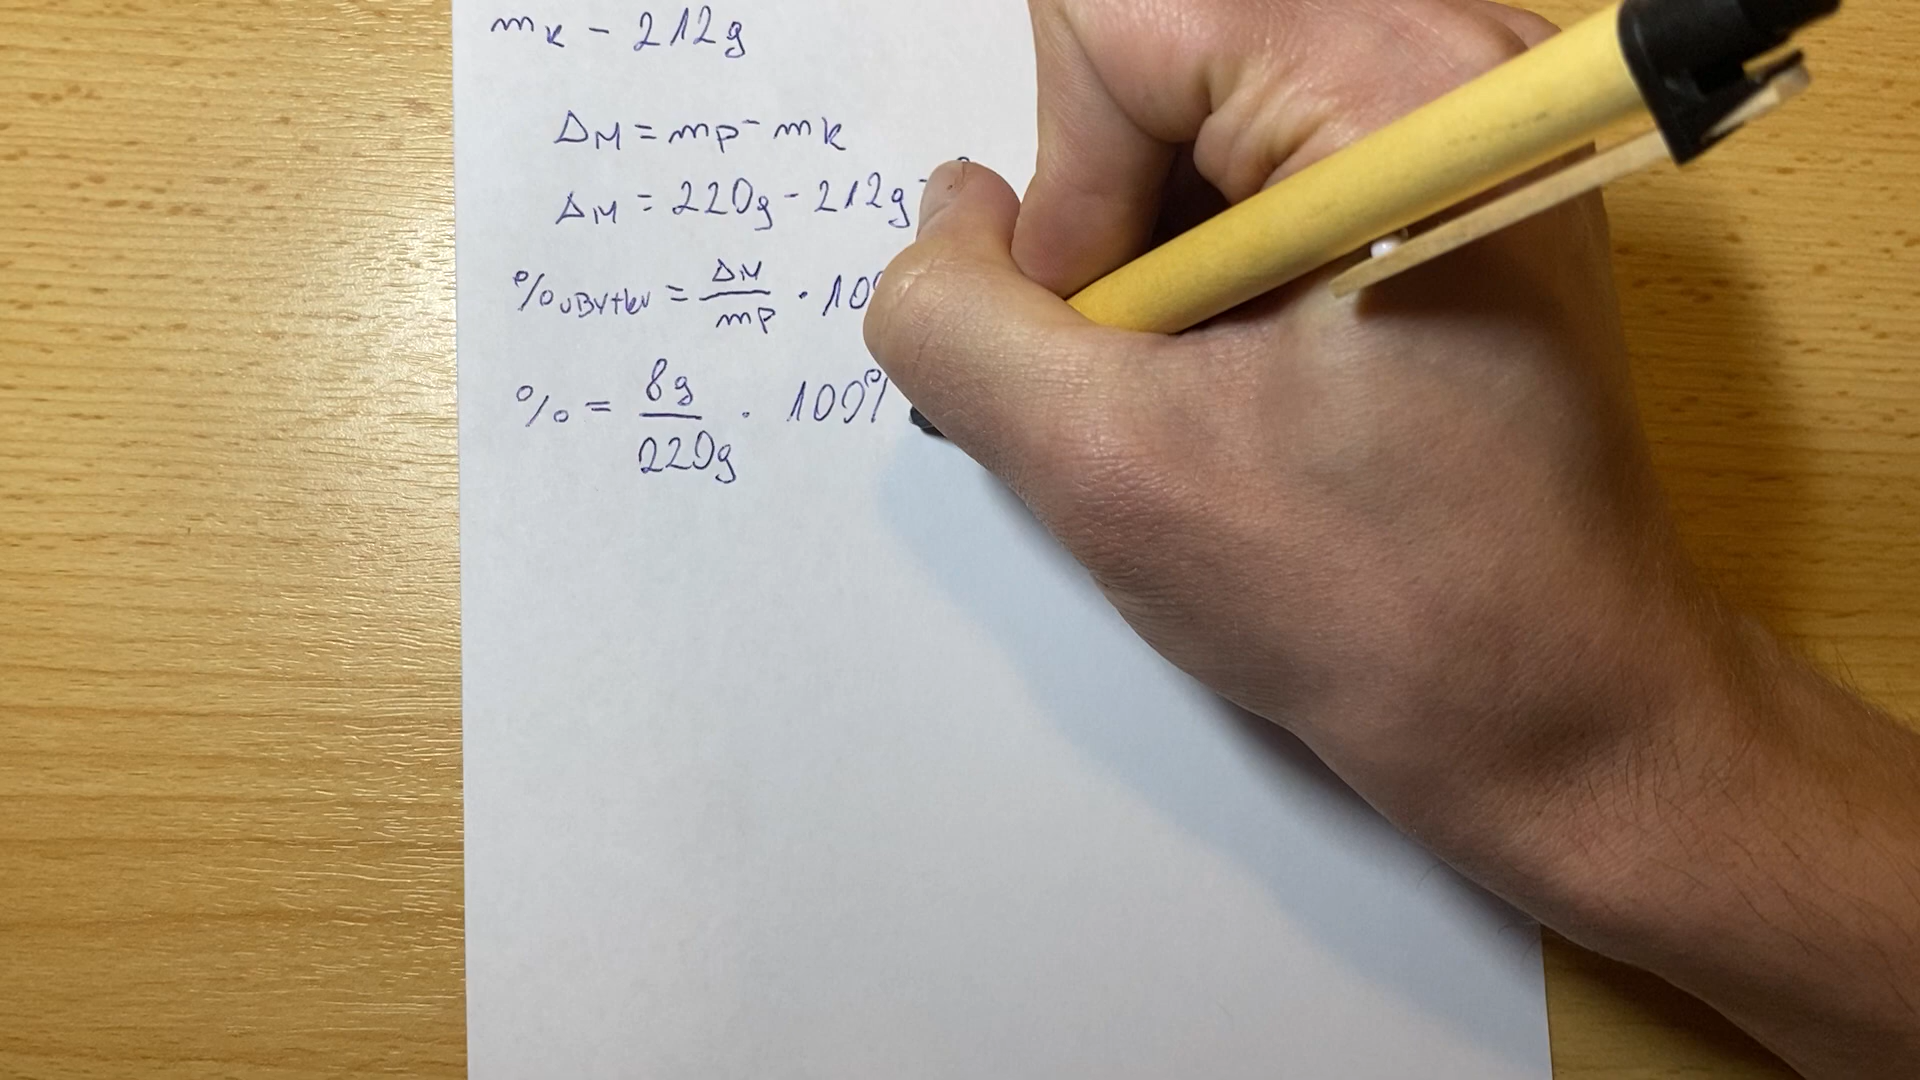 mk - 212g
ΔM = mp - mk
ΔM = 220g - 212g
%ubytku = ΔM/mp · 10
% = 8g/220g · 100%